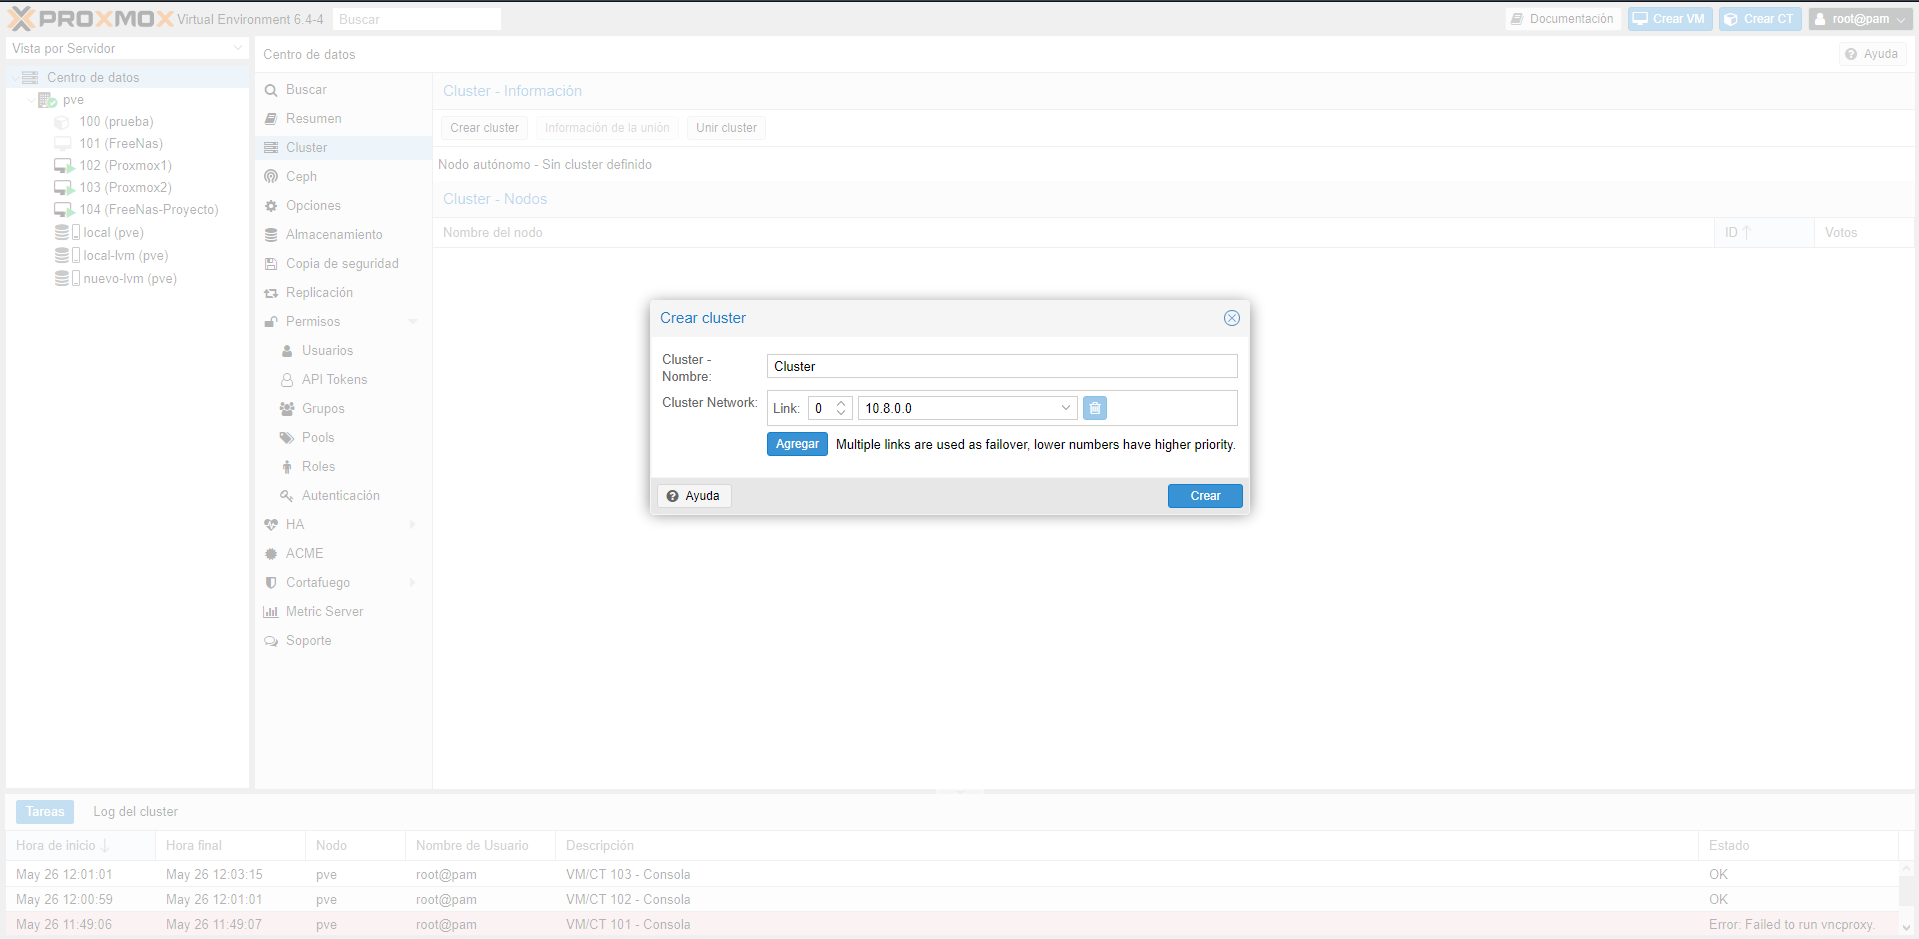 PROXMOX Virtual Environment 6.4-4 Buscar Documentación Crear VM Crear CT root@pam
Vista por Servidor
Centro de datos
pve
100 (prueba)
101 (FreeNas)
102 (Proxmox1)
103 (Proxmox2)
104 (FreeNas-Proyecto)
local (pve)
local-lvm (pve)
nuevo-lvm (pve)
Centro de datos Ayuda
Buscar
Resumen
Cluster
Ceph
Opciones
Almacenamiento
Copia de seguridad
Replicación
Permisos
Usuarios
API Tokens
Grupos
Pools
Roles
Autenticación
HA
ACME
Cortafuego
Metric Server
Soporte
Cluster - Información
Crear cluster Información de la unión Unir cluster
Nodo autónomo - Sin cluster definido
Cluster - Nodos
Nombre del nodo ID Votos
Crear cluster
Cluster -
Nombre: Cluster
Cluster Network: Link: 0 10.8.0.0
Agregar Multiple links are used as failover, lower numbers have higher priority.
Ayuda Crear
Tareas Log del cluster
Hora de inicio Hora final Nodo Nombre de Usuario Descripción Estado
May 26 12:01:01 May 26 12:03:15 pve root@pam VM/CT 103 - Consola OK
May 26 12:00:59 May 26 12:01:01 pve root@pam VM/CT 102 - Consola OK
May 26 11:49:06 May 26 11:49:07 pve root@pam VM/CT 101 - Consola Error: Failed to run vncproxy.